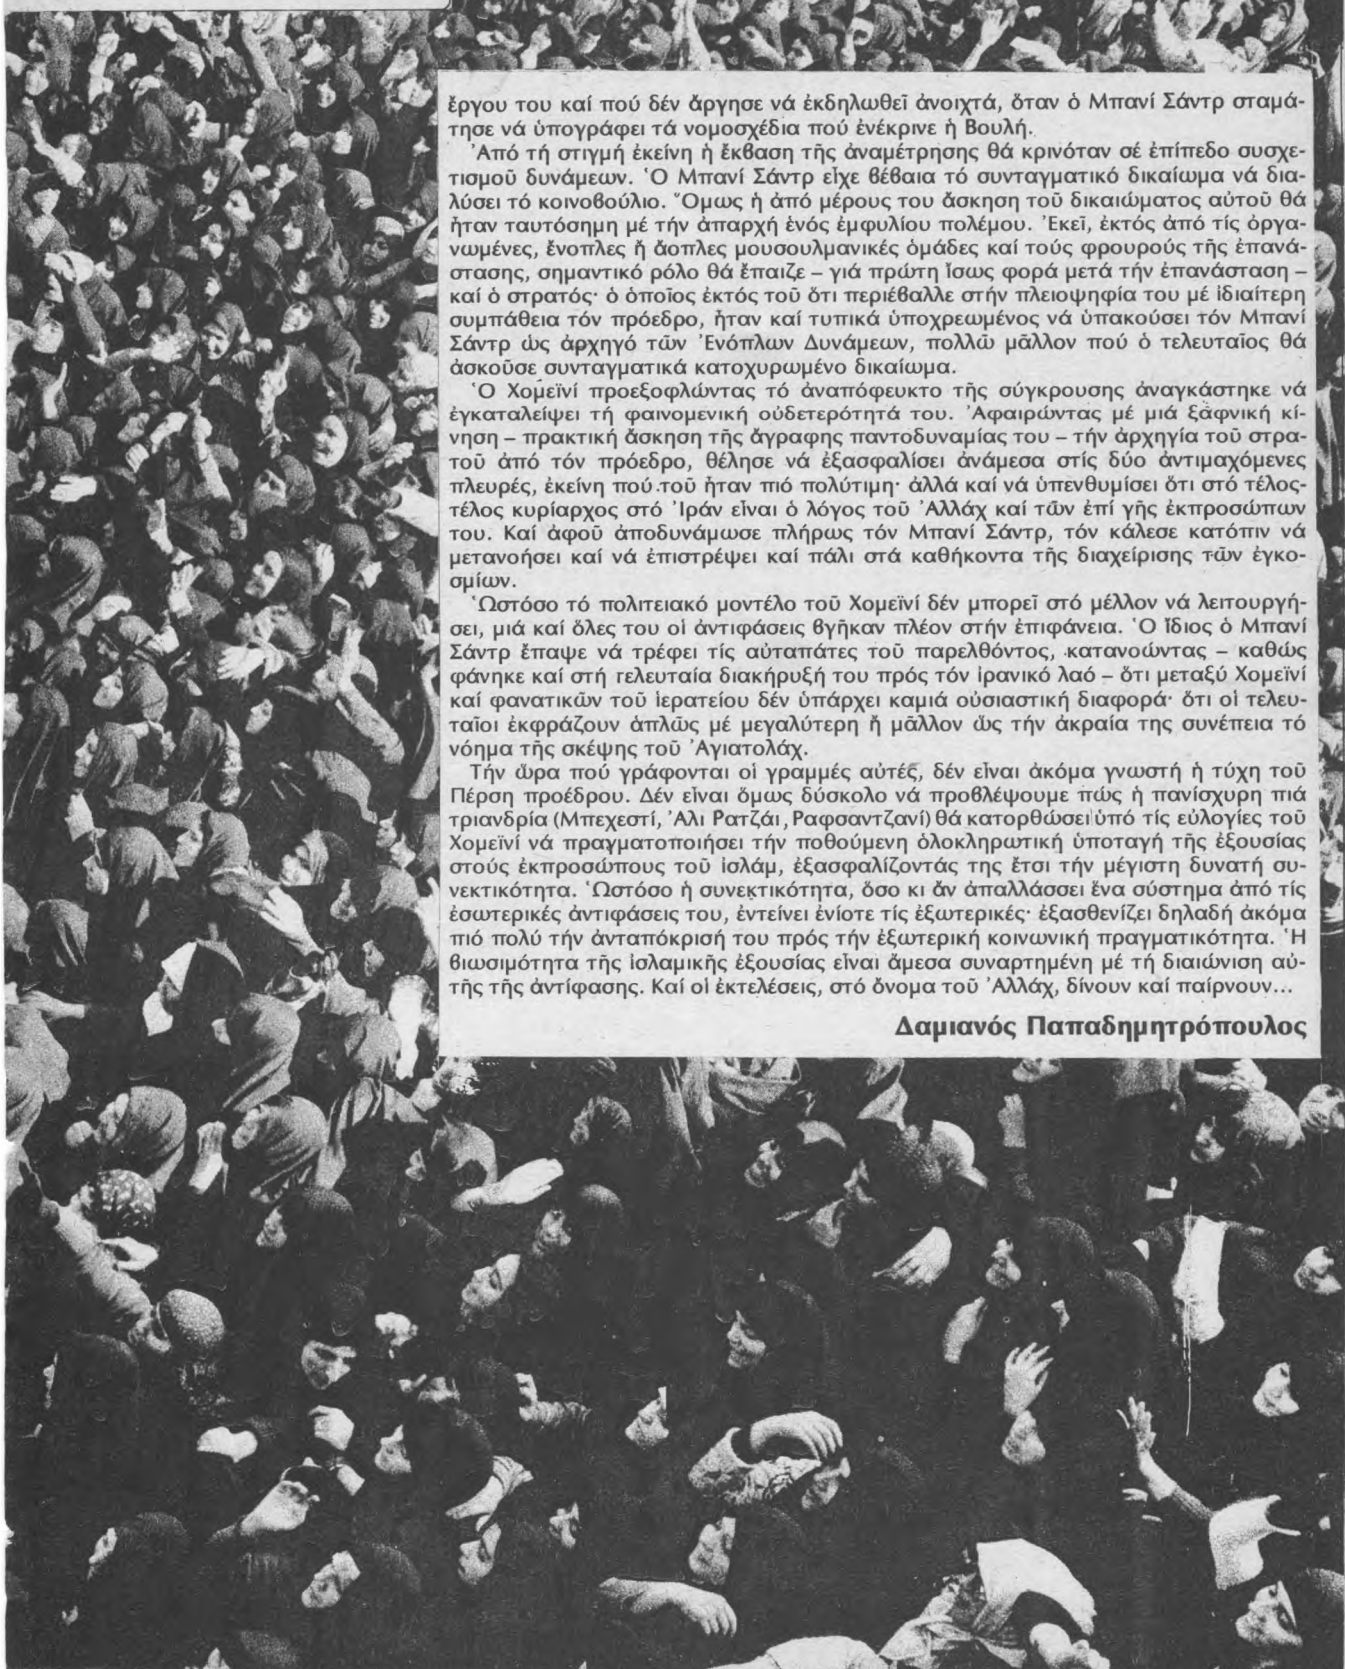 ἔργου του καί πού δέν ἄργησε νά ἐκδηλωθεῖ ἀνοιχτά, ὅταν ὁ Μπανί Σάντρ σταμά-
τησε νά ὑπογράφει τά νομοσχέδια πού ἐνέκρινε ἡ Βουλή.
Ἀπό τή στιγμή ἐκείνη ἡ ἔκβαση τῆς ἀναμέτρησης θά κρινόταν σέ ἐπίπεδο συσχε-
τισμοῦ δυνάμεων. Ὁ Μπανί Σάντρ εἶχε βέβαια τό συνταγματικό δικαίωμα νά δια-
λύσει τό κοινοβούλιο. Ὅμως ἡ ἀπό μέρους του ἄσκηση τοῦ δικαιώματος αὐτοῦ θά
ἦταν ταυτόσημη μέ τήν ἀπαρχή ἑνός ἐμφυλίου πολέμου. Ἐκεῖ, ἐκτός ἀπό τίς ὀργα-
νωμένες, ἔνοπλες ἤ ἄοπλες μουσουλμανικές ὁμάδες καί τούς φρουρούς τῆς ἐπανά-
στασης, σημαντικό ρόλο θά ἔπαιζε – γιά πρώτη ἴσως φορά μετά τήν ἐπανάσταση –
καί ὁ στρατός· ὁ ὁποῖος ἐκτός τοῦ ὅτι περιέβαλλε στήν πλειοψηφία του μέ ἰδιαίτερη
συμπάθεια τόν πρόεδρο, ἦταν καί τυπικά ὑποχρεωμένος νά ὑπακούσει τόν Μπανί
Σάντρ ὡς ἀρχηγό τῶν Ἐνόπλων Δυνάμεων, πολλῶ μᾶλλον πού ὁ τελευταῖος θά
ἀσκοῦσε συνταγματικά κατοχυρωμένο δικαίωμα.
Ὁ Χομεϊνί προεξοφλώντας τό ἀναπόφευκτο τῆς σύγκρουσης ἀναγκάστηκε νά
ἐγκαταλείψει τή φαινομενική οὐδετερότητά του. Ἀφαιρώντας μέ μιά ξαφνική κί-
νηση – πρακτική ἄσκηση τῆς ἄγραφης παντοδυναμίας του – τήν ἀρχηγία τοῦ στρα-
τοῦ ἀπό τόν πρόεδρο, θέλησε νά ἐξασφαλίσει ἀνάμεσα στίς δύο ἀντιμαχόμενες
πλευρές, ἐκείνη πού τοῦ ἦταν πιό πολύτιμη· ἀλλά καί νά ὑπενθυμίσει ὅτι στό τέλος-
τέλος κυρίαρχος στό Ἰράν εἶναι ὁ λόγος τοῦ Ἀλλάχ καί τῶν ἐπί γῆς ἐκπροσώπων
του. Καί ἀφοῦ ἀποδυνάμωσε πλήρως τόν Μπανί Σάντρ, τόν κάλεσε κατόπιν νά
μετανοήσει καί νά ἐπιστρέψει καί πάλι στά καθήκοντα τῆς διαχείρισης τῶν ἐγκο-
σμίων.
Ὡστόσο τό πολιτειακό μοντέλο τοῦ Χομεϊνί δέν μπορεῖ στό μέλλον νά λειτουργή-
σει, μιά καί ὅλες του οἱ ἀντιφάσεις βγῆκαν πλέον στήν ἐπιφάνεια. Ὁ ἴδιος ὁ Μπανί
Σάντρ ἔπαψε νά τρέφει τίς αὐταπάτες τοῦ παρελθόντος, κατανοώντας – καθώς
φάνηκε καί στή τελευταία διακήρυξή του πρός τόν ἰρανικό λαό – ὅτι μεταξύ Χομεϊνί
καί φανατικῶν τοῦ ἱερατείου δέν ὑπάρχει καμιά οὐσιαστική διαφορά· ὅτι οἱ τελευ-
ταῖοι ἐκφράζουν ἁπλῶς μέ μεγαλύτερη ἤ μᾶλλον ὡς τήν ἀκραία της συνέπεια τό
νόημα τῆς σκέψης τοῦ Ἀγιατολάχ.
Τήν ὥρα πού γράφονται οἱ γραμμές αὐτές, δέν εἶναι ἀκόμα γνωστή ἡ τύχη τοῦ
Πέρση προέδρου. Δέν εἶναι ὅμως δύσκολο νά προβλέψουμε πώς ἡ πανίσχυρη πιά
τριανδρία (Μπεχεστί, Ἀλι Ρατζάι, Ραφσαντζανί) θά κατορθώσει ὑπό τίς εὐλογίες τοῦ
Χομεϊνί νά πραγματοποιήσει τήν ποθούμενη ὁλοκληρωτική ὑποταγή τῆς ἐξουσίας
στούς ἐκπροσώπους τοῦ ἰσλάμ, ἐξασφαλίζοντάς της ἔτσι τήν μέγιστη δυνατή συ-
νεκτικότητα. Ὡστόσο ἡ συνεκτικότητα, ὅσο κι ἄν ἀπαλλάσσει ἕνα σύστημα ἀπό τίς
ἐσωτερικές ἀντιφάσεις του, ἐντείνει ἐνίοτε τίς ἐξωτερικές· ἐξασθενίζει δηλαδή ἀκόμα
πιό πολύ τήν ἀνταπόκρισή του πρός τήν ἐξωτερική κοινωνική πραγματικότητα. Ἡ
βιωσιμότητα τῆς ἰσλαμικῆς ἐξουσίας εἶναι ἄμεσα συναρτημένη μέ τή διαιώνιση αὐ-
τῆς τῆς ἀντίφασης. Καί οἱ ἐκτελέσεις, στό ὄνομα τοῦ Ἀλλάχ, δίνουν καί παίρνουν...
Δαμιανός Παπαδημητρόπουλος